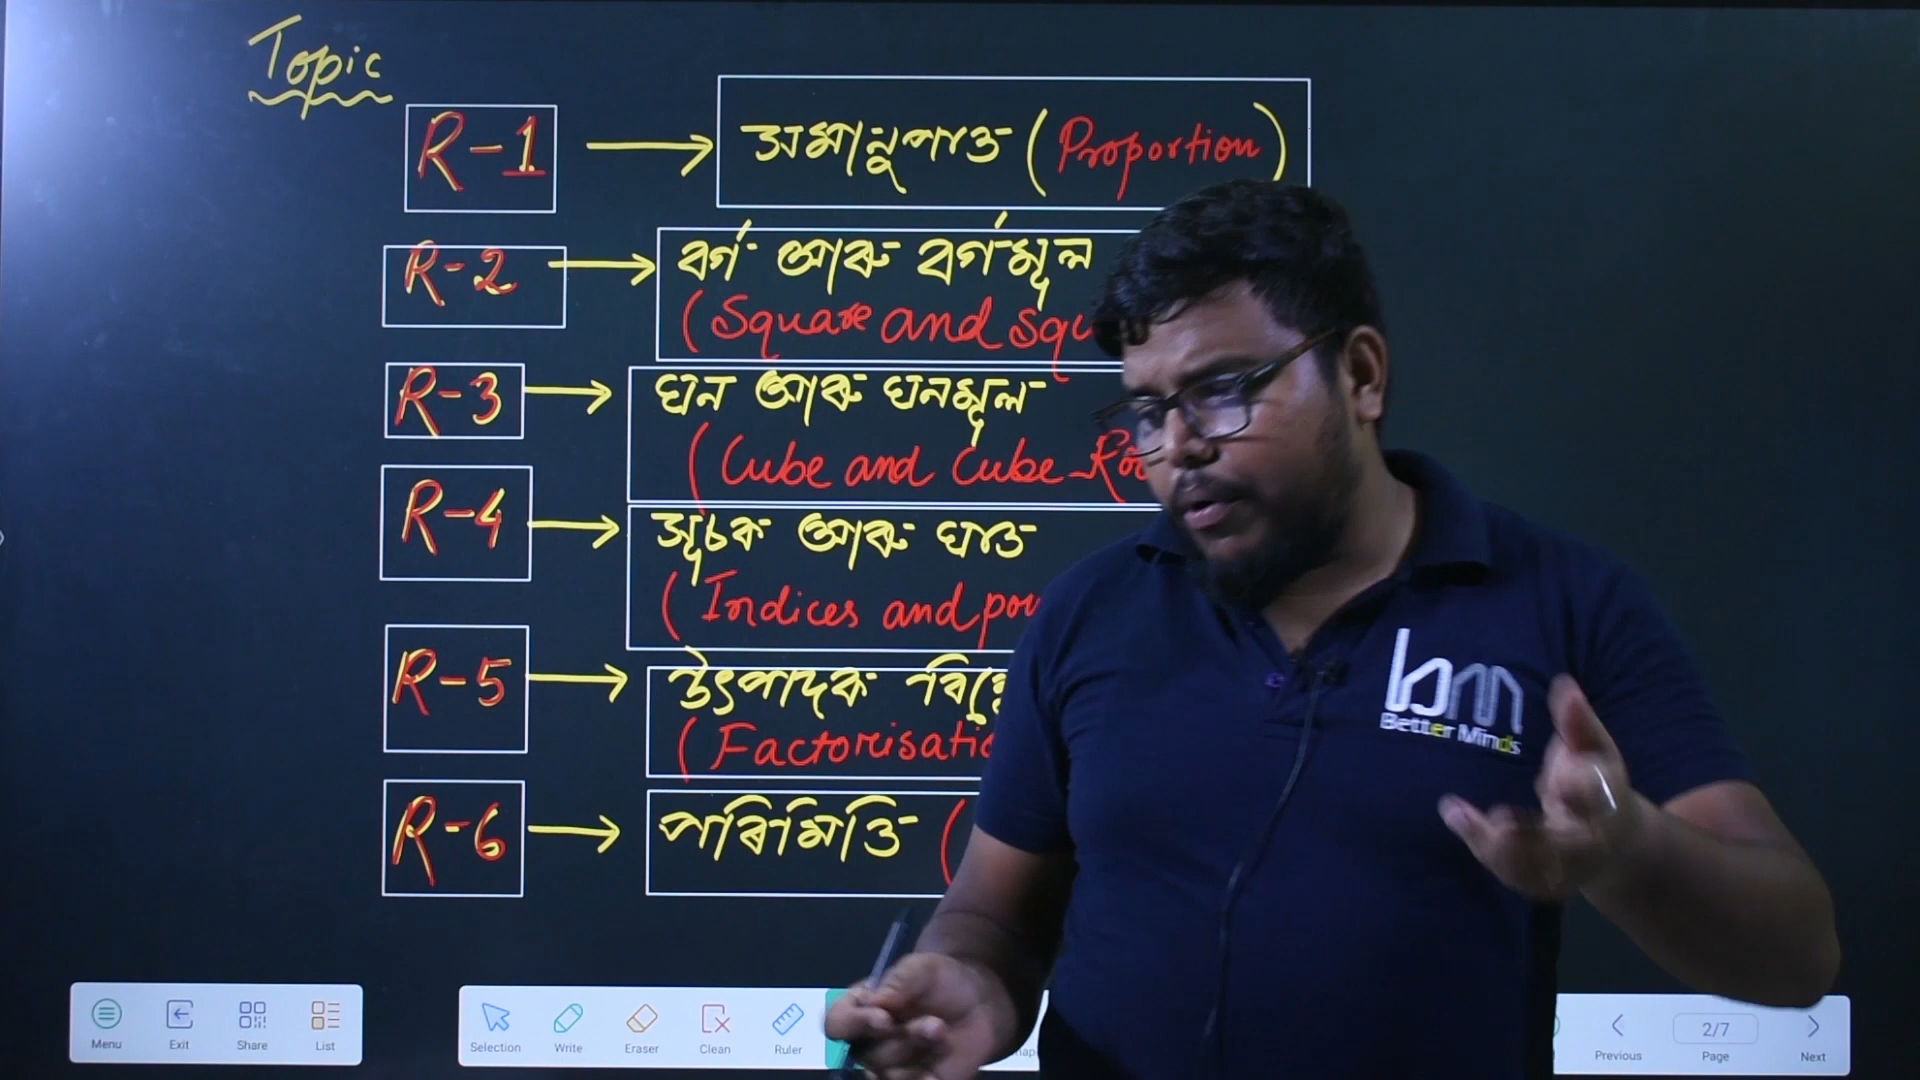 Topic
R-1 → সমানুপাত (Proportion)
R-2 → বৰ্গ আৰু বৰ্গমূল
(Square and
R-3 → ঘন আৰু ঘনমূল
(Cube and Cube-
R-4 → সূচক আৰু ঘাত
(Indices and
R-5 → উৎপাদক
(
R-6 → পৰিমিতি (
bm
Better Minds
Menu Exit Share List
Selection Write Eraser Clean Ruler
Previous 2/7 Page Next